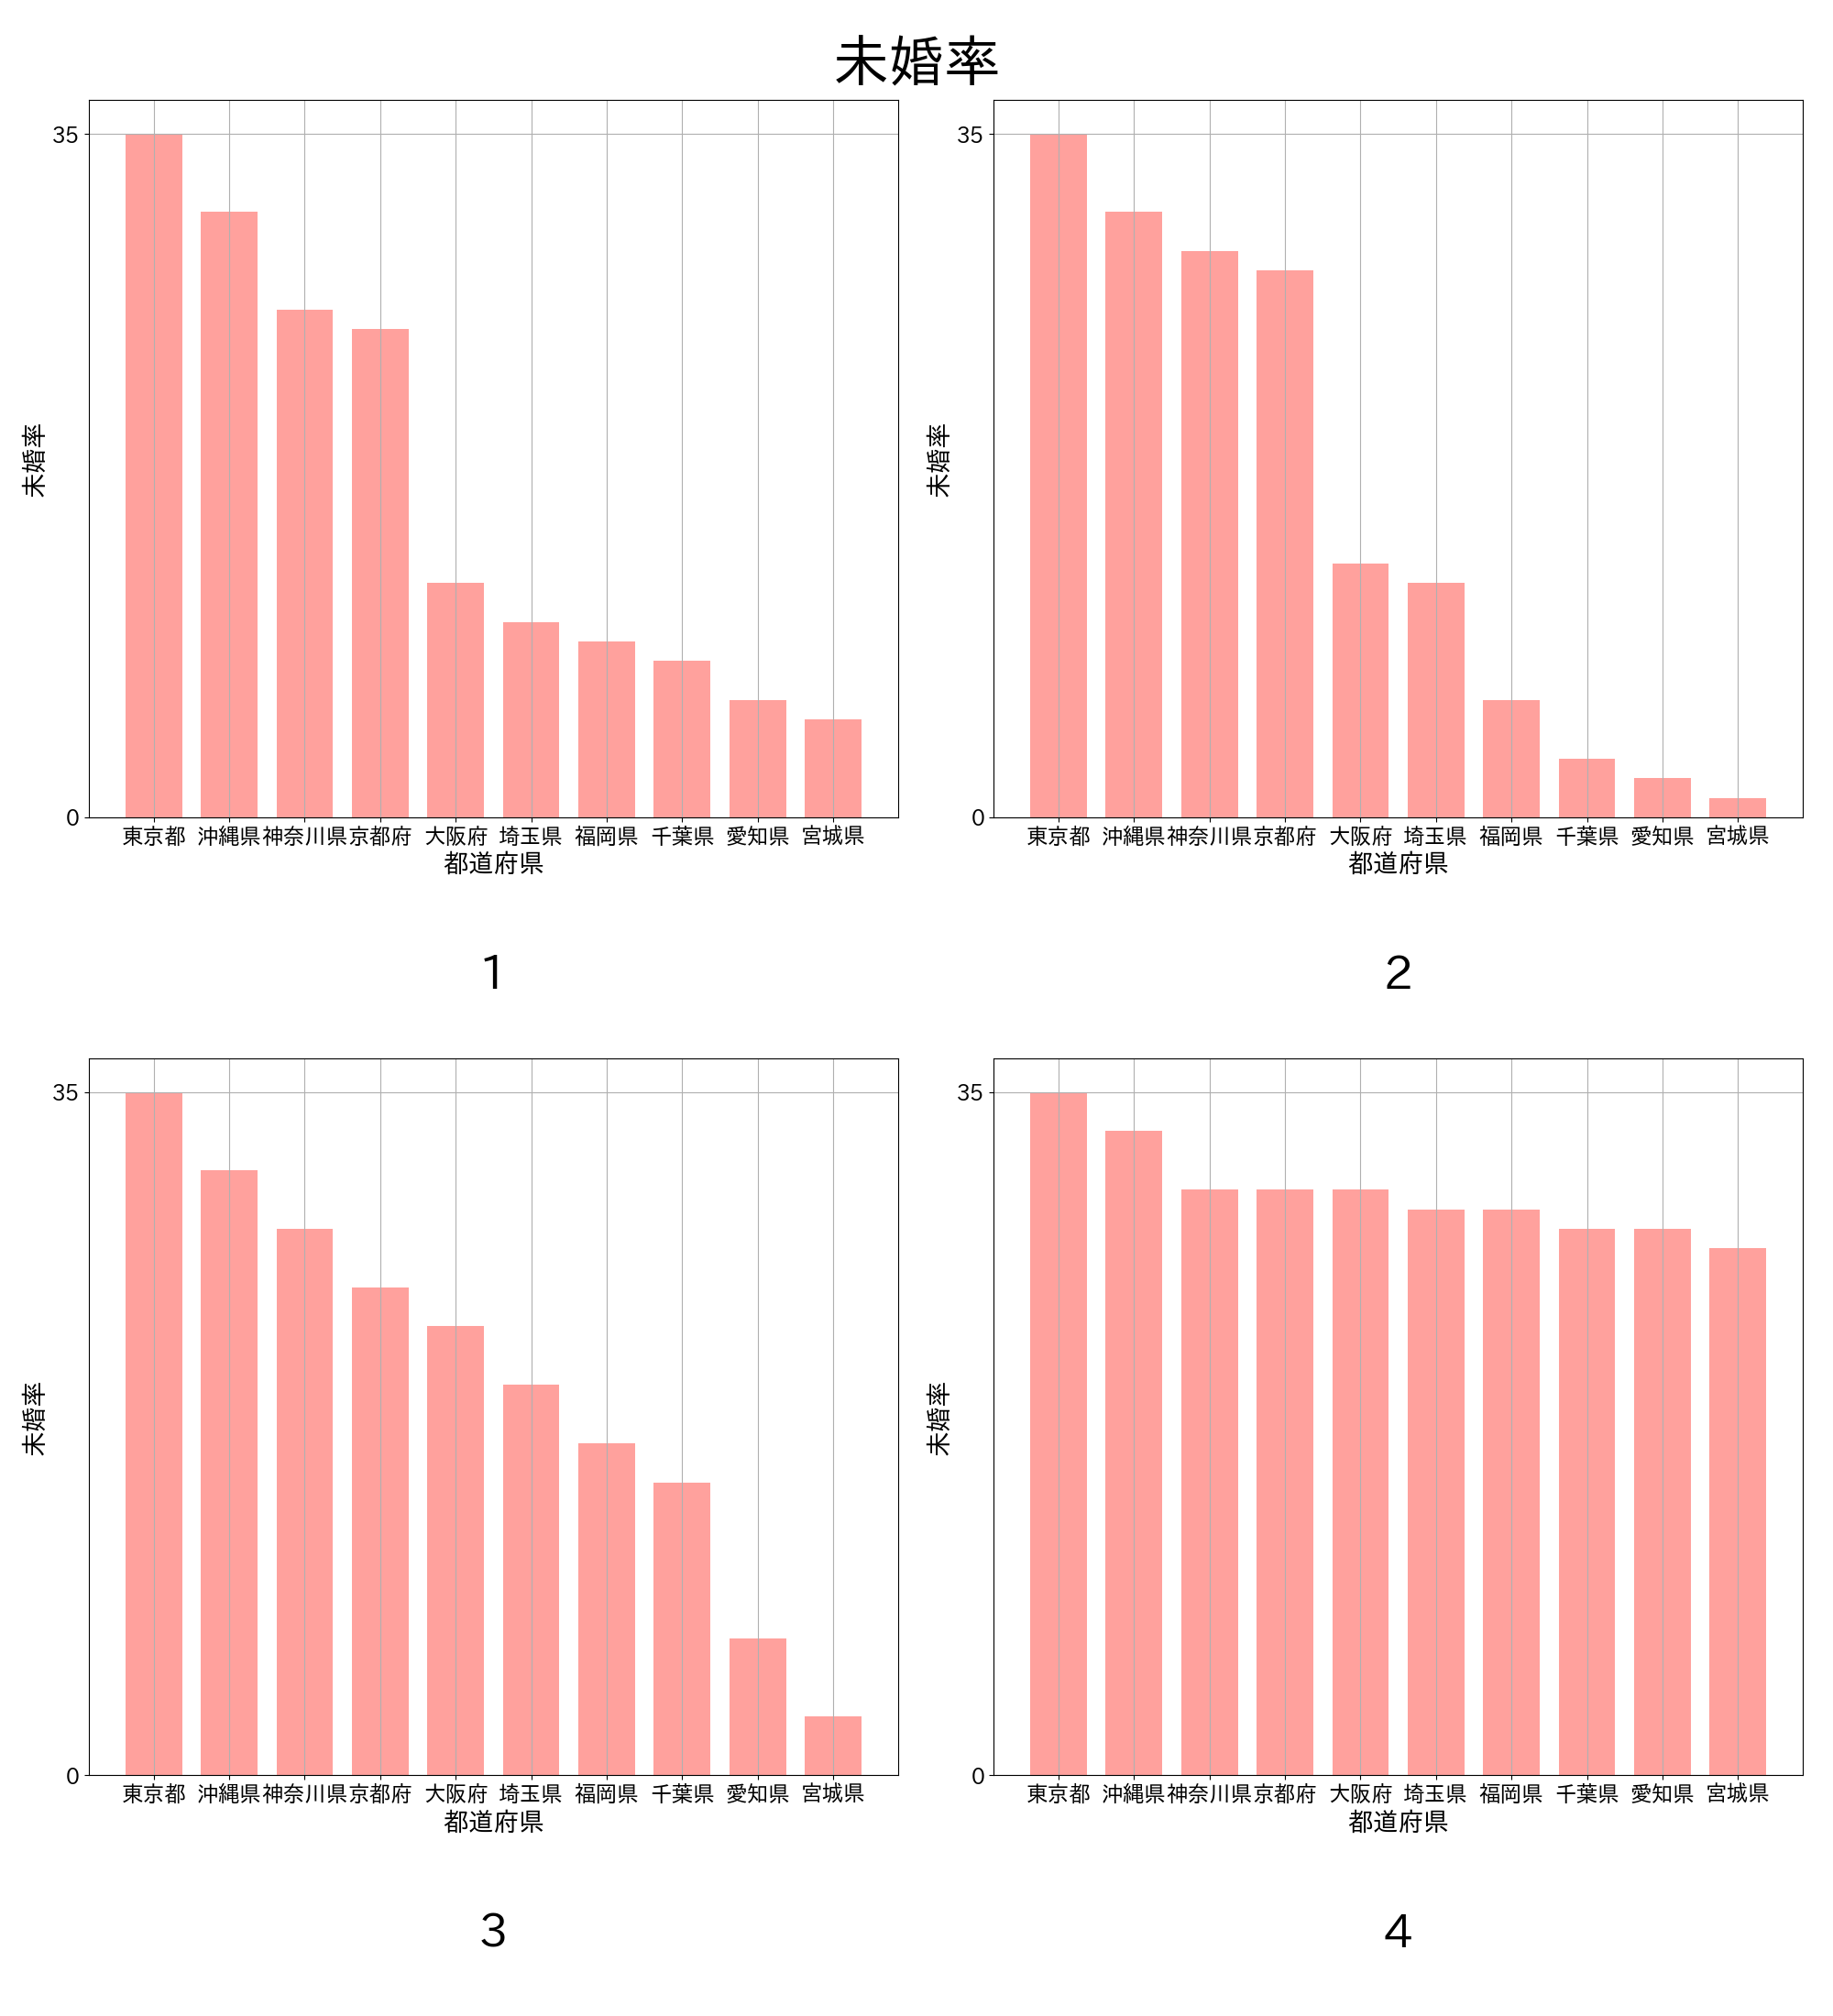 未婚率
35
0
未婚率
東京都 沖縄県 神奈川県 京都府 大阪府 埼玉県 福岡県 千葉県 愛知県 宮城県
都道府県
1
35
0
未婚率
東京都 沖縄県 神奈川県 京都府 大阪府 埼玉県 福岡県 千葉県 愛知県 宮城県
都道府県
2
35
0
未婚率
東京都 沖縄県 神奈川県 京都府 大阪府 埼玉県 福岡県 千葉県 愛知県 宮城県
都道府県
3
35
0
未婚率
東京都 沖縄県 神奈川県 京都府 大阪府 埼玉県 福岡県 千葉県 愛知県 宮城県
都道府県
4